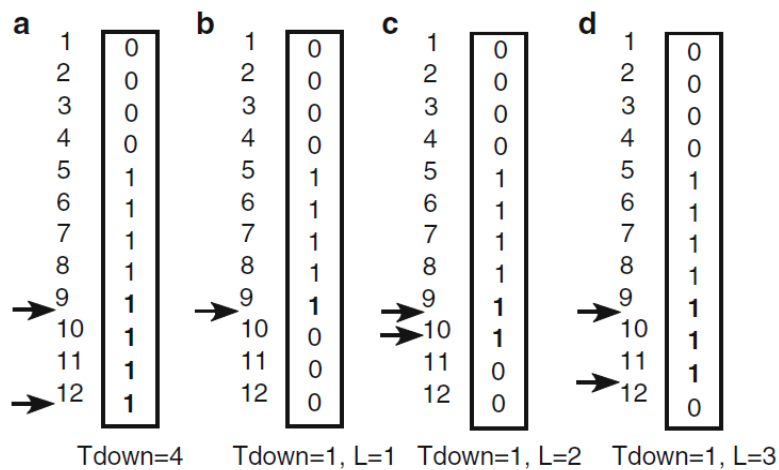 a b c d
1 0 1 0 1 0 1 0
2 0 2 0 2 0 2 0
3 0 3 0 3 0 3 0
4 0 4 0 4 0 4 0
5 1 5 1 5 1 5 1
6 1 6 1 6 1 6 1
7 1 7 1 7 1 7 1
8 1 8 1 8 1 8 1
9 1 9 1 9 1 9 1
10 1 10 0 10 1 10 1
11 1 11 0 11 0 11 1
12 1 12 0 12 0 12 0
Tdown=4 Tdown=1, L=1 Tdown=1, L=2 Tdown=1, L=3